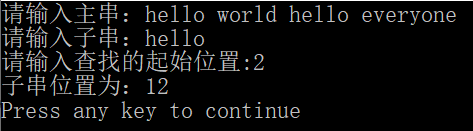 请输入主串：hello world hello everyone
请输入子串：hello
请输入查找的起始位置:2
子串位置为：12
Press any key to continue